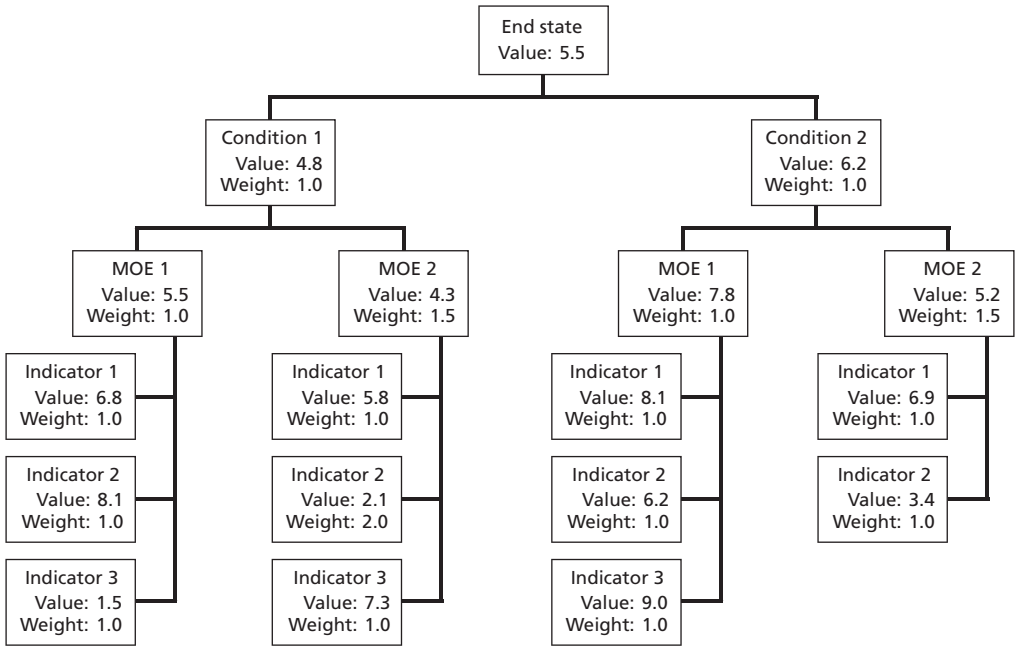 End state
Value: 5.5
Condition 1
Value: 4.8
Weight: 1.0
Condition 2
Value: 6.2
Weight: 1.0
MOE 1
Value: 5.5
Weight: 1.0
MOE 2
Value: 4.3
Weight: 1.5
MOE 1
Value: 7.8
Weight: 1.0
MOE 2
Value: 5.2
Weight: 1.5
Indicator 1
Value: 6.8
Weight: 1.0
Indicator 1
Value: 5.8
Weight: 1.0
Indicator 1
Value: 8.1
Weight: 1.0
Indicator 1
Value: 6.9
Weight: 1.0
Indicator 2
Value: 8.1
Weight: 1.0
Indicator 2
Value: 2.1
Weight: 2.0
Indicator 2
Value: 6.2
Weight: 1.0
Indicator 2
Value: 3.4
Weight: 1.0
Indicator 3
Value: 1.5
Weight: 1.0
Indicator 3
Value: 7.3
Weight: 1.0
Indicator 3
Value: 9.0
Weight: 1.0